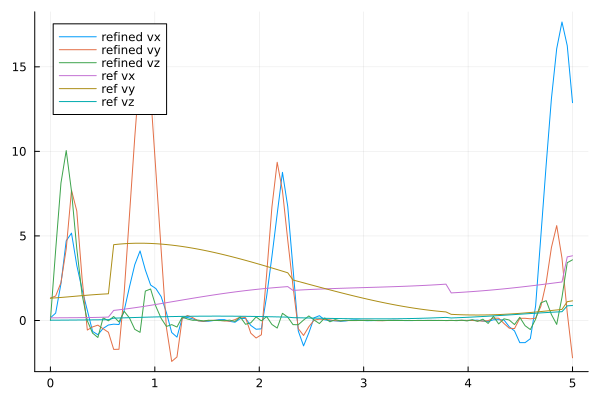 refined vx
refined vy
refined vz
ref vx
ref vy
ref vz
15
10
5
0
0 1 2 3 4 5